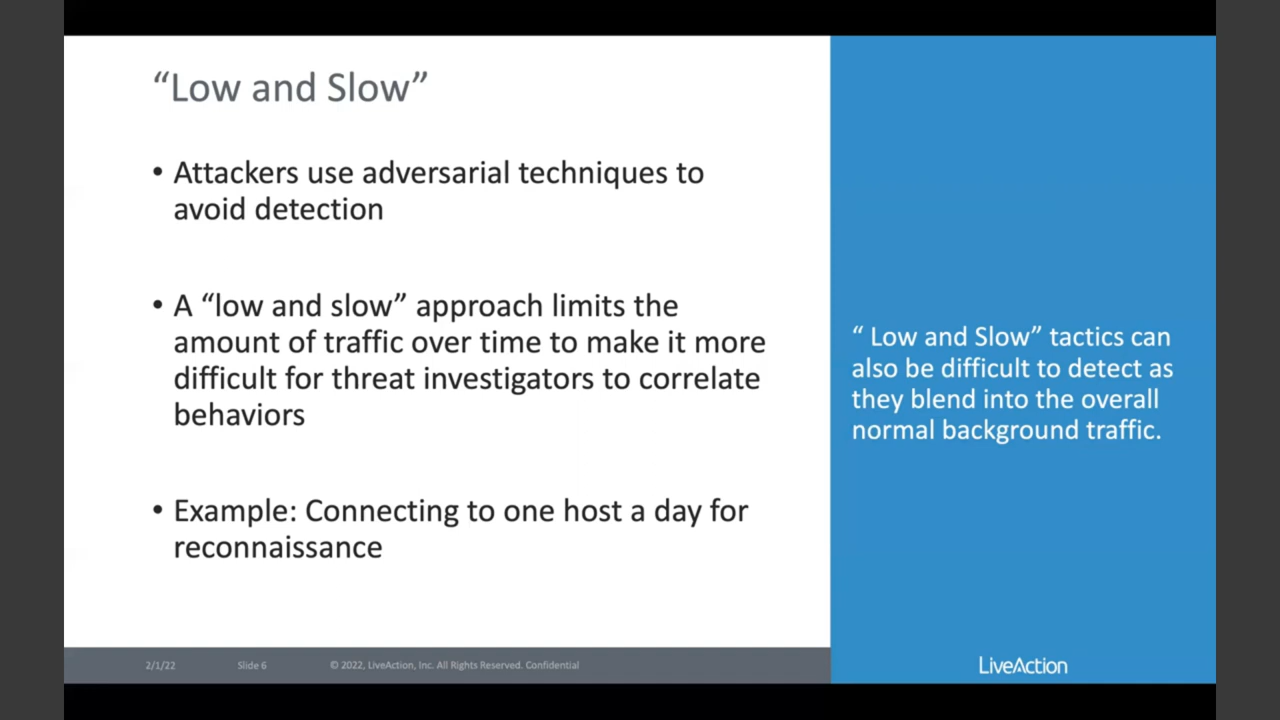 “Low and Slow”
• Attackers use adversarial techniques to
avoid detection
• A “low and slow” approach limits the
amount of traffic over time to make it more
difficult for threat investigators to correlate
behaviors
• Example: Connecting to one host a day for
reconnaissance
“ Low and Slow” tactics can
also be difficult to detect as
they blend into the overall
normal background traffic.
2/1/22
Slide 6
© 2022, LiveAction, Inc. All Rights Reserved. Confidential
LiveAction